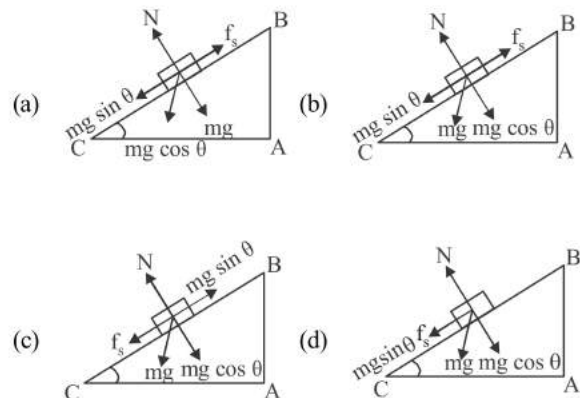 (a) N f_s B
mg sin θ
mg
C mg cos θ A
(b) N f_s B
mg sin θ
mg mg cos θ
C A
(c) N mg sin θ B
f_s
mg mg cos θ
C A
(d) N B
f_s
mgsinθ
mg mg cos θ
C A